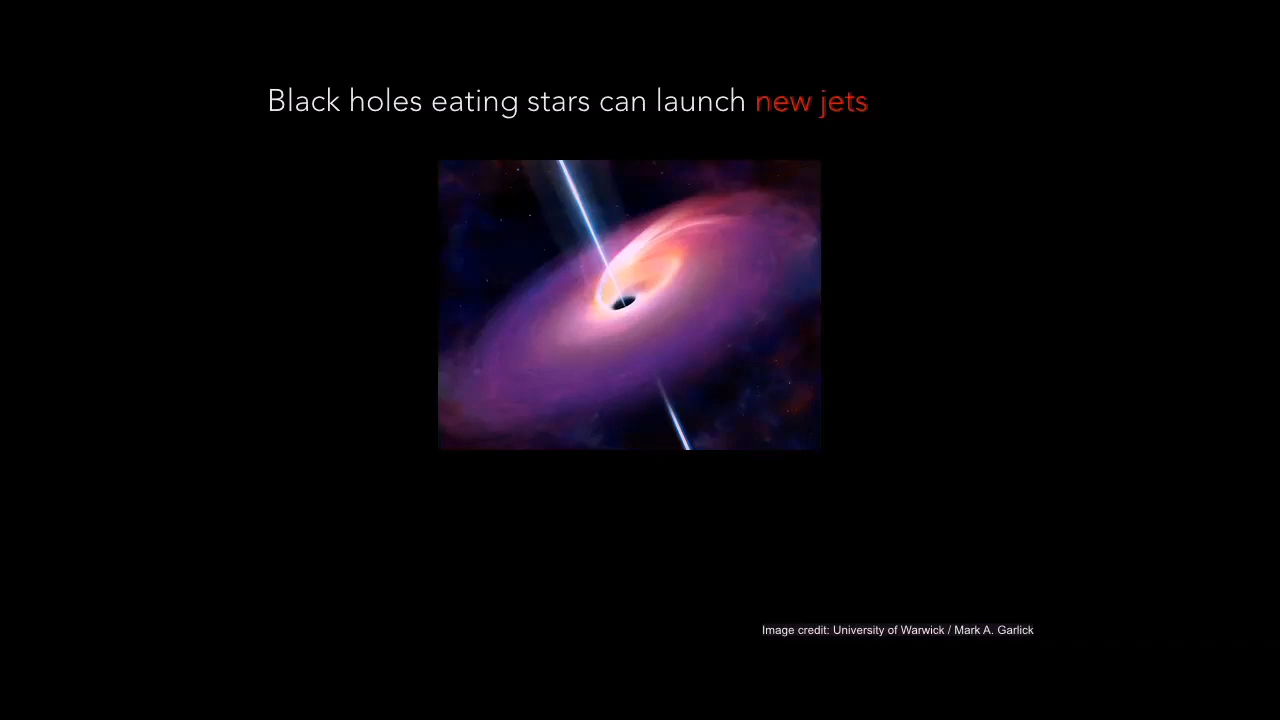 Black holes eating stars can launch new jets
Image credit: University of Warwick / Mark A. Garlick